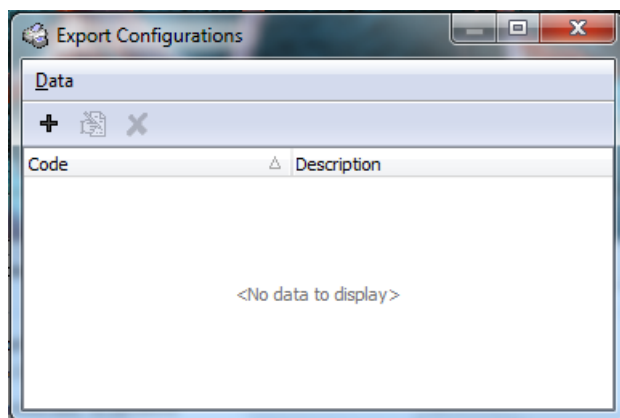 Export Configurations
Data
Code Description
<No data to display>